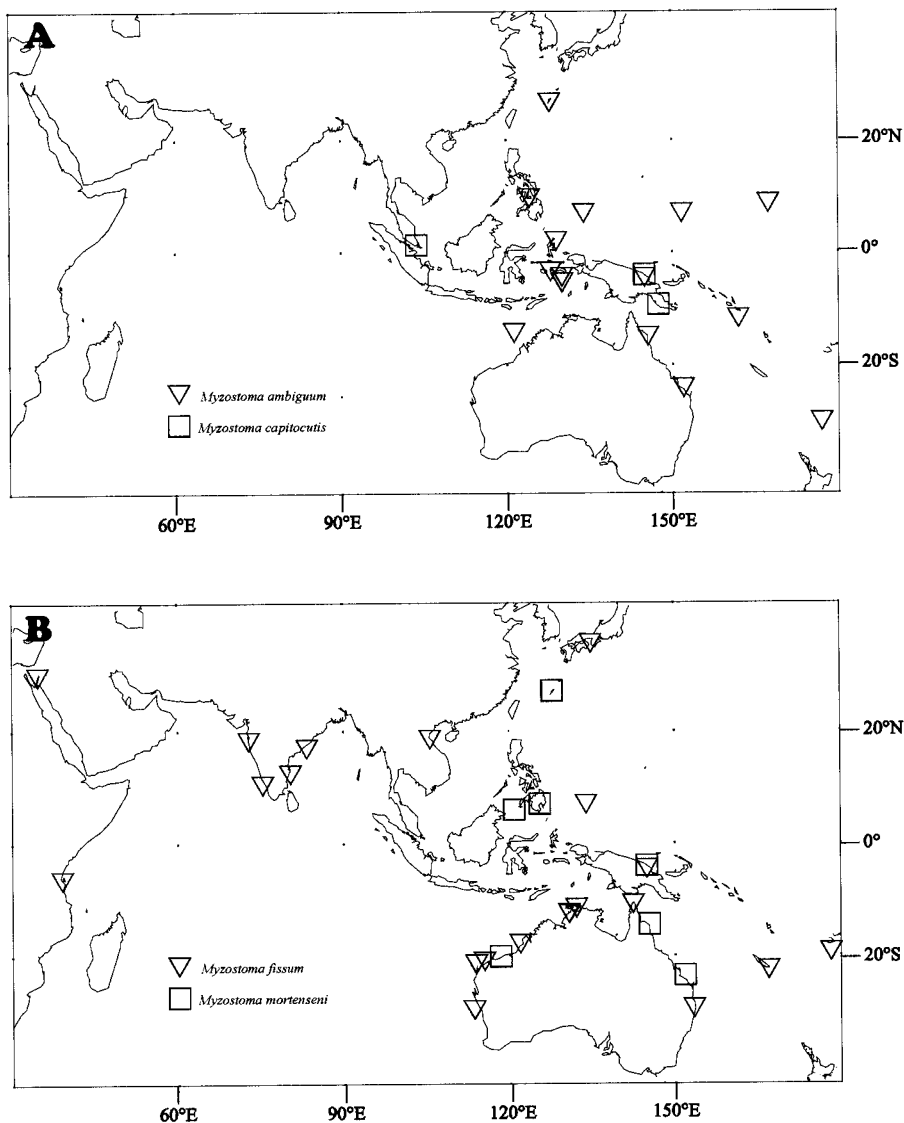 A
20°N
0°
20°S
Myzostoma ambiguum
Myzostoma capitocutis
60°E 90°E 120°E 150°E
B
20°N
0°
20°S
Myzostoma fissum
Myzostoma mortenseni
60°E 90°E 120°E 150°E